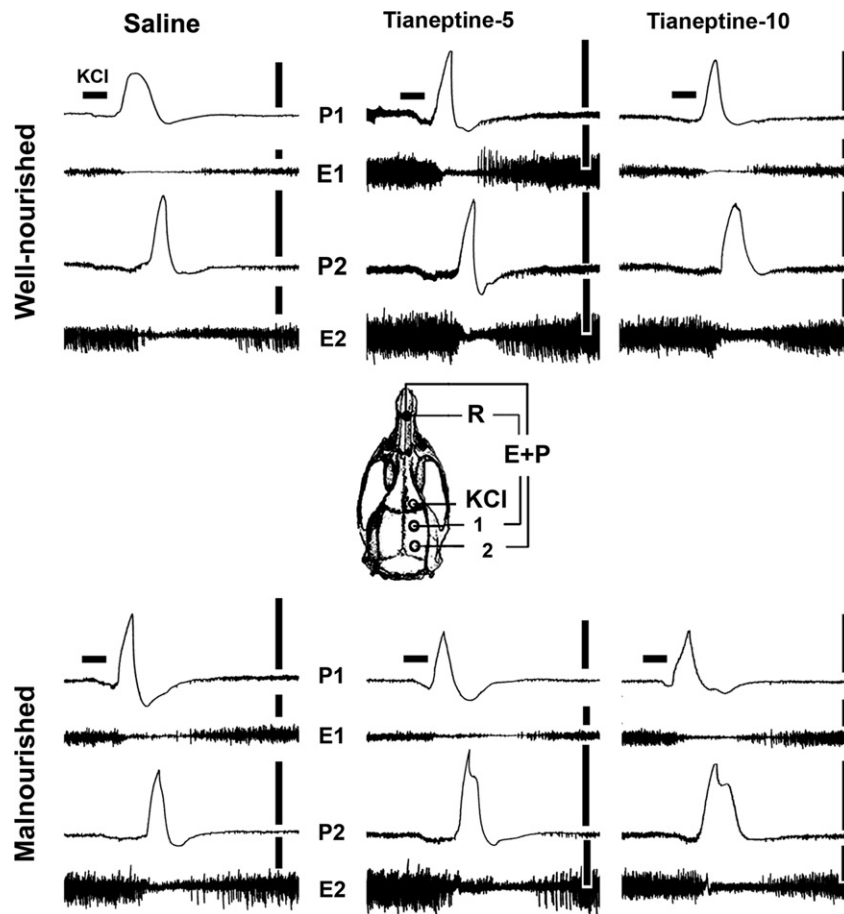 Saline Tianeptine-5 Tianeptine-10
KCl
Well-nourished
P1
E1
P2
E2
R
E+P
KCl
1
2
Malnourished
P1
E1
P2
E2